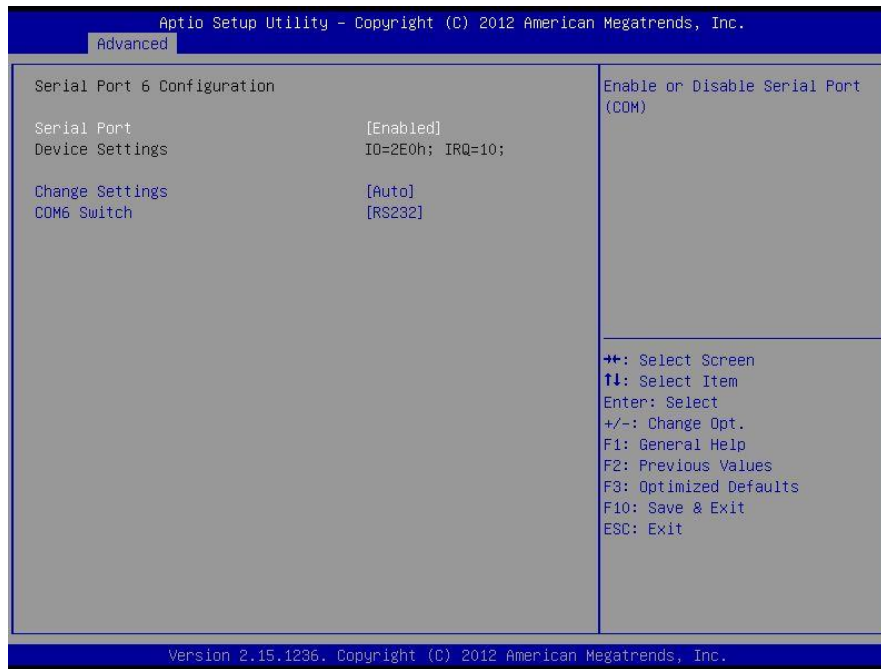 Aptio Setup Utility – Copyright (C) 2012 American Megatrends, Inc.
Advanced
Serial Port 6 Configuration
Serial Port [Enabled]
Device Settings IO=2E0h; IRQ=10;
Change Settings [Auto]
COM6 Switch [RS232]
Enable or Disable Serial Port
(COM)
→←: Select Screen
↑↓: Select Item
Enter: Select
+/-: Change Opt.
F1: General Help
F2: Previous Values
F3: Optimized Defaults
F10: Save & Exit
ESC: Exit
Version 2.15.1236. Copyright (C) 2012 American Megatrends, Inc.